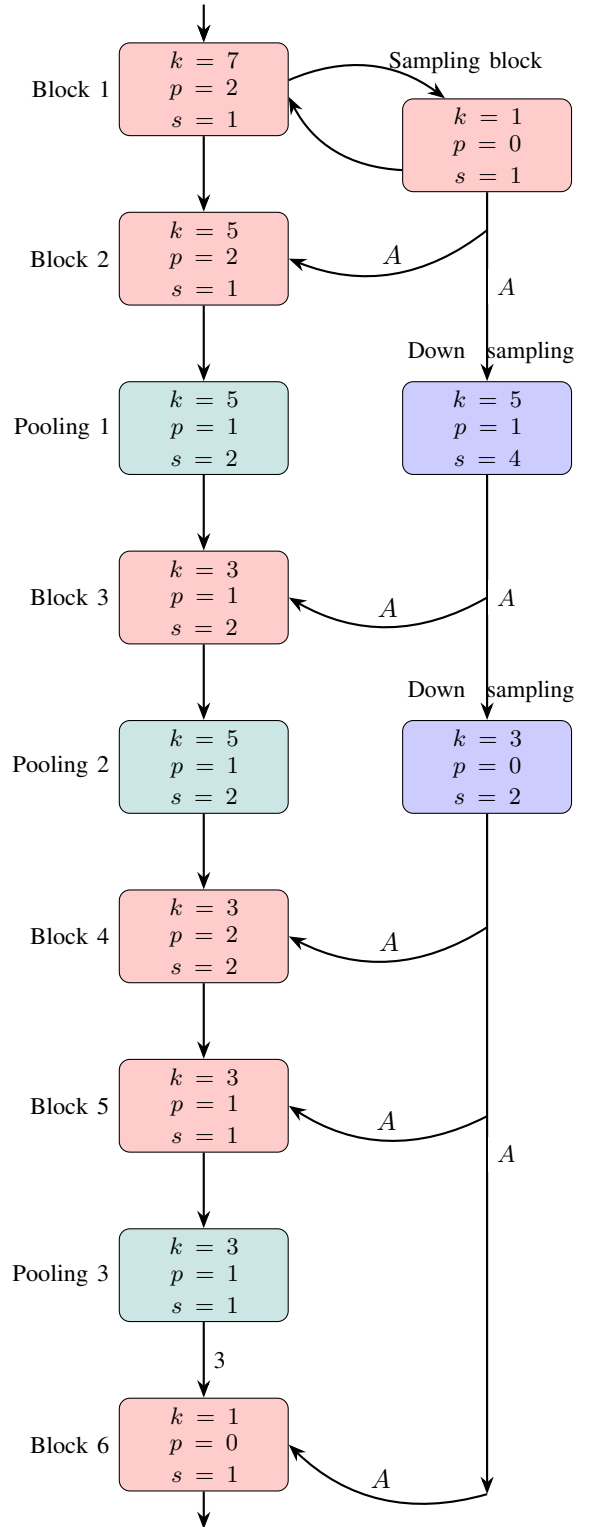 Sampling block
Block 1
k = 7
p = 2
s = 1
k = 1
p = 0
s = 1
Block 2
k = 5
p = 2
s = 1
A
A
Down sampling
Pooling 1
k = 5
p = 1
s = 2
k = 5
p = 1
s = 4
Block 3
k = 3
p = 1
s = 2
A
A
Down sampling
Pooling 2
k = 5
p = 1
s = 2
k = 3
p = 0
s = 2
Block 4
k = 3
p = 2
s = 2
A
Block 5
k = 3
p = 1
s = 1
A
A
Pooling 3
k = 3
p = 1
s = 1
3
Block 6
k = 1
p = 0
s = 1
A